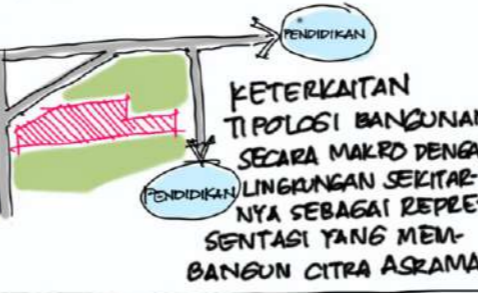 PENDIDIKAN
KETERKAITAN
TIPOLOGI BANGUNAN
SECARA MAKRO DENGA
PENDIDIKAN
LINGKUNGAN SEKITAR-
NYA SEBAGAI REPRE-
SENTASI YANG MEM-
BANGUN CITRA ASRAMA